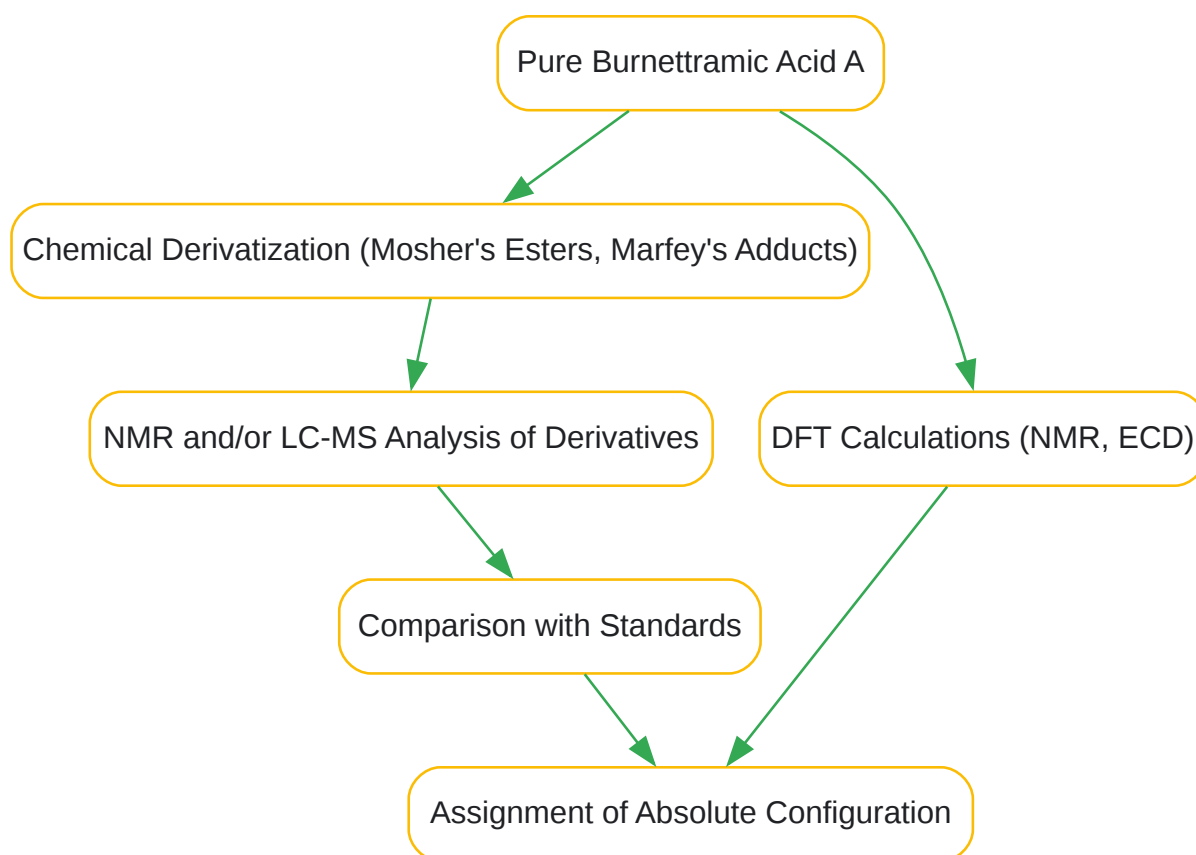 Pure Burnettramic Acid A
Chemical Derivatization (Mosher's Esters, Marfey's Adducts)
NMR and/or LC-MS Analysis of Derivatives
DFT Calculations (NMR, ECD)
Comparison with Standards
Assignment of Absolute Configuration